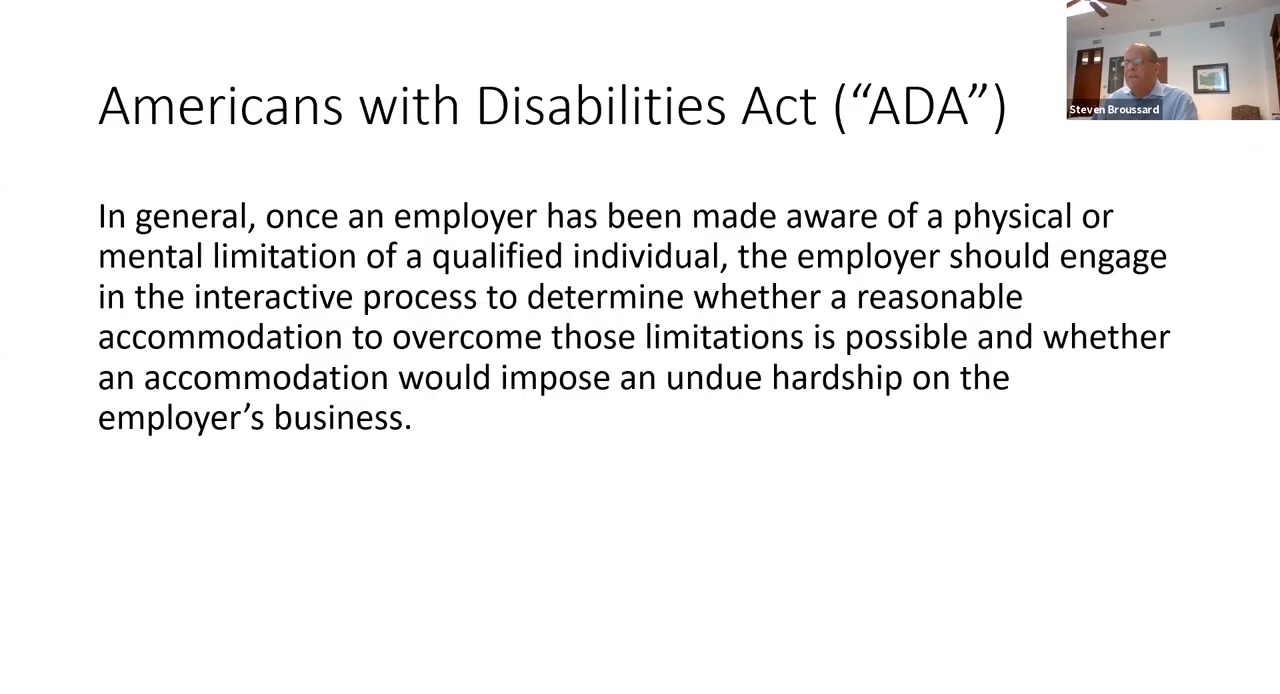 Americans with Disabilities Act (“ADA”)
Steven Broussard
In general, once an employer has been made aware of a physical or
mental limitation of a qualified individual, the employer should engage
in the interactive process to determine whether a reasonable
accommodation to overcome those limitations is possible and whether
an accommodation would impose an undue hardship on the
employer’s business.